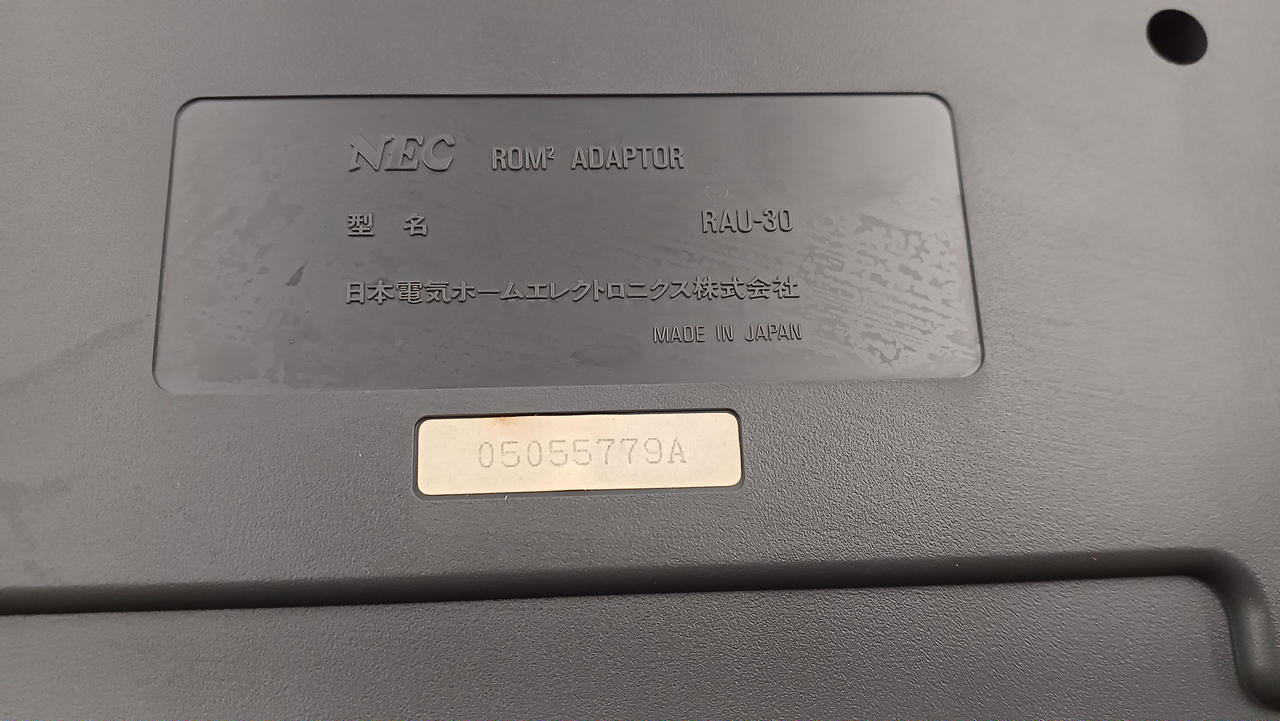 NEC ROM² ADAPTOR
型 名 RAU-30
日本電気ホームエレクトロニクス株式会社
MADE IN JAPAN
05055779A